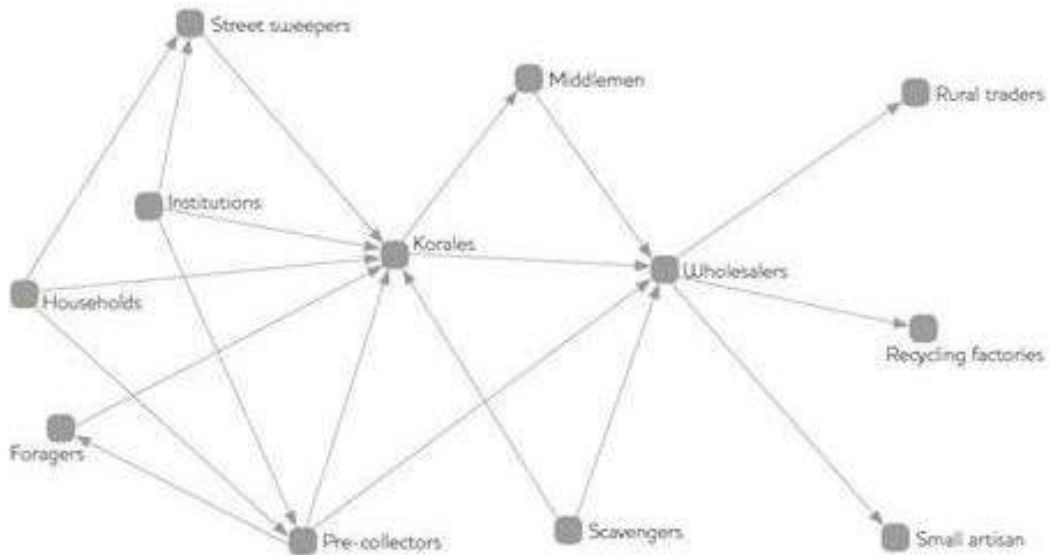 Street sweepers
Middlemen
Rural traders
Institutions
Korales
Wholesalers
Households
Recycling factories
Foragers
Pre-collectors
Scavengers
Small artisan